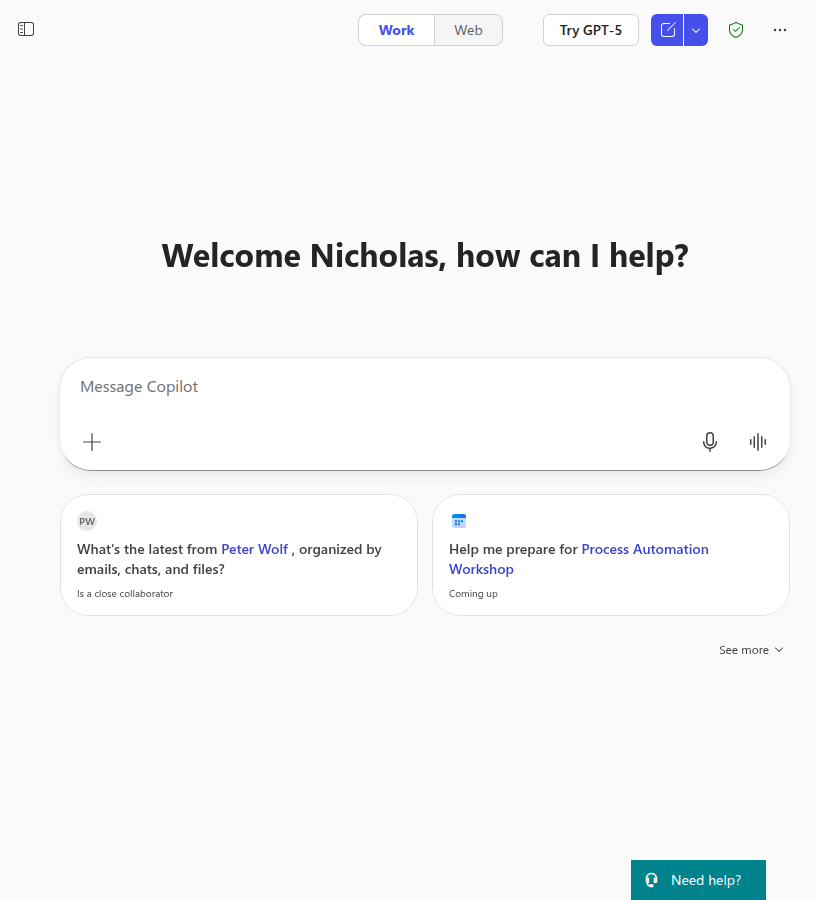 Work
Web
Try GPT-5
Welcome Nicholas, how can I help?
Message Copilot
PW
What's the latest from Peter Wolf , organized by
emails, chats, and files?
Is a close collaborator
Help me prepare for Process Automation
Workshop
Coming up
See more
Need help?